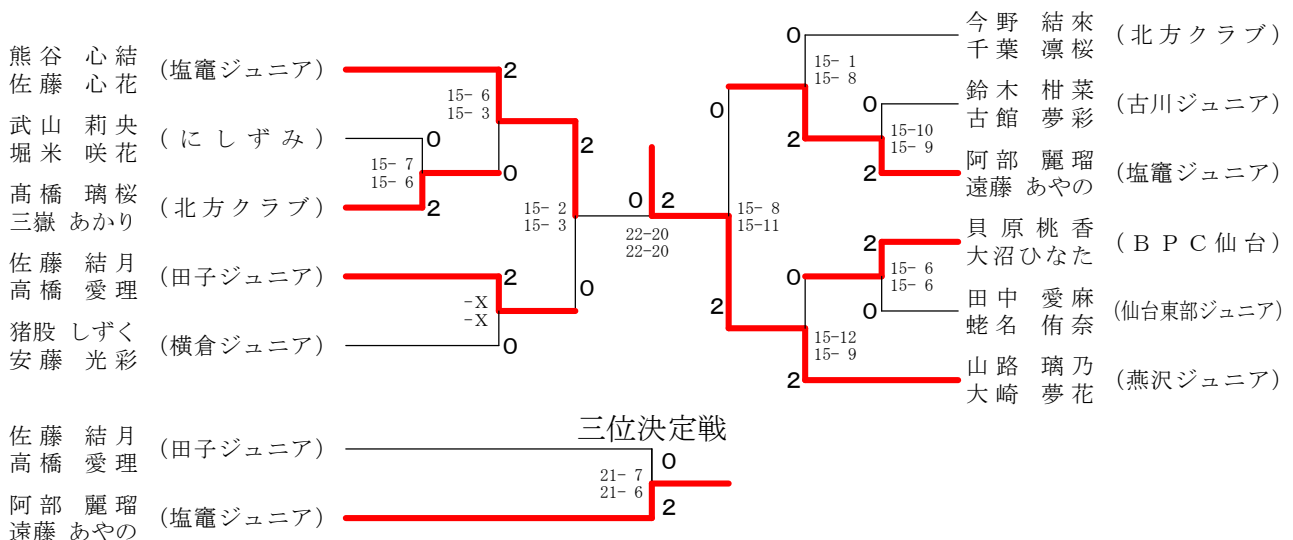 熊谷 心結
佐藤 心花
(塩竈ジュニア)
2
15- 6
15- 3
武山 莉央
堀米 咲花
(にしずみ)
0
15- 7
15- 6
0
髙橋 璃桜
三嶽 あかり
(北方クラブ)
2
2
15- 2
15- 3
佐藤 結月
高橋 愛理
(田子ジュニア)
2
0
-X
-X
猪股 しずく
安藤 光彩
(横倉ジュニア)
0
0 2
22-20
22-20
今野 結來
千葉 凛桜
(北方クラブ)
0
15- 1
15- 8
0
鈴木 柑菜
古館 夢彩
(古川ジュニア)
0
2
15-10
15- 9
阿部 麗瑠
遠藤 あやの
(塩竈ジュニア)
2
15- 8
15-11
貝原桃香
大沼ひなた
(BPC仙台)
2
0
15- 6
15- 6
2
田中 愛麻
蛯名 侑奈
(仙台東部ジュニア)
0
15-12
15- 9
山路 璃乃
大崎 夢花
(燕沢ジュニア)
2
三位決定戦
佐藤 結月
高橋 愛理
(田子ジュニア)
0
21- 7
21- 6
阿部 麗瑠
遠藤 あやの
(塩竈ジュニア)
2